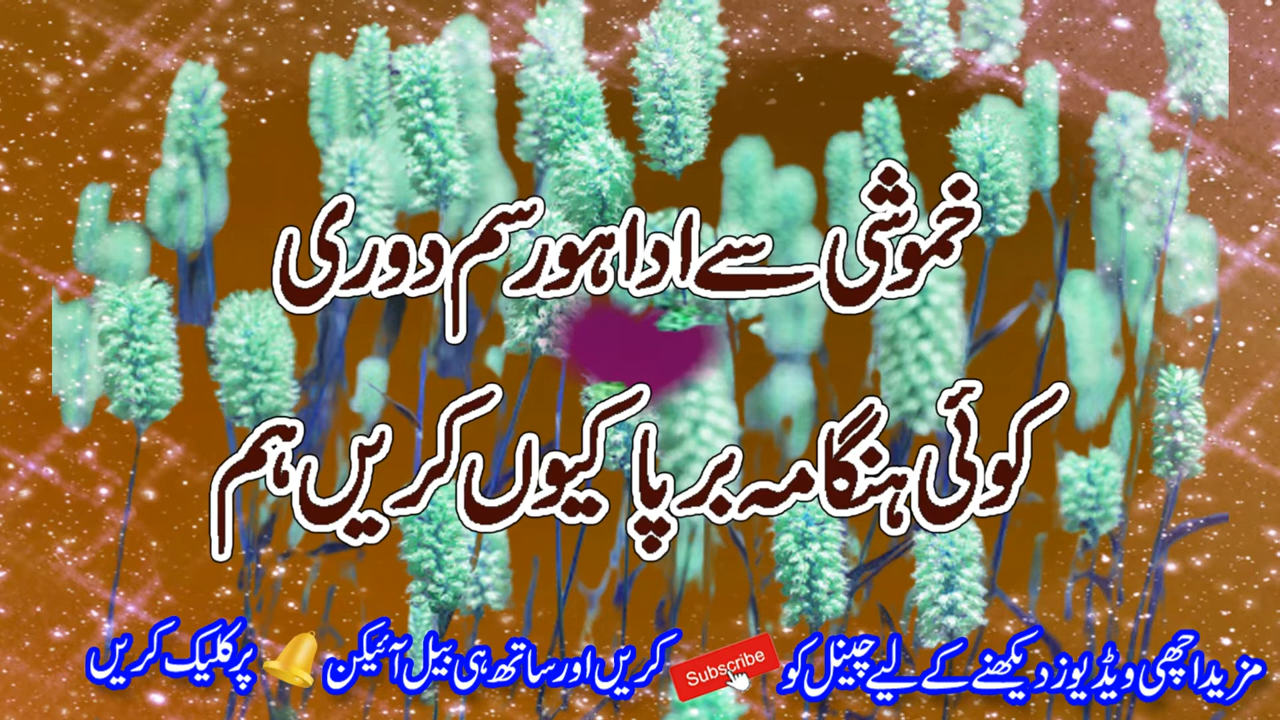 خموشی سے ادا ہو رسم دوری
کوئی ہنگامہ برپا کیوں کریں ہم
مزید اچھی ویڈیوز دیکھنے کے لیے چینل کو Subscribe کریں اور ساتھ ہی بیل آئیکن 🔔 پر کلیک کریں